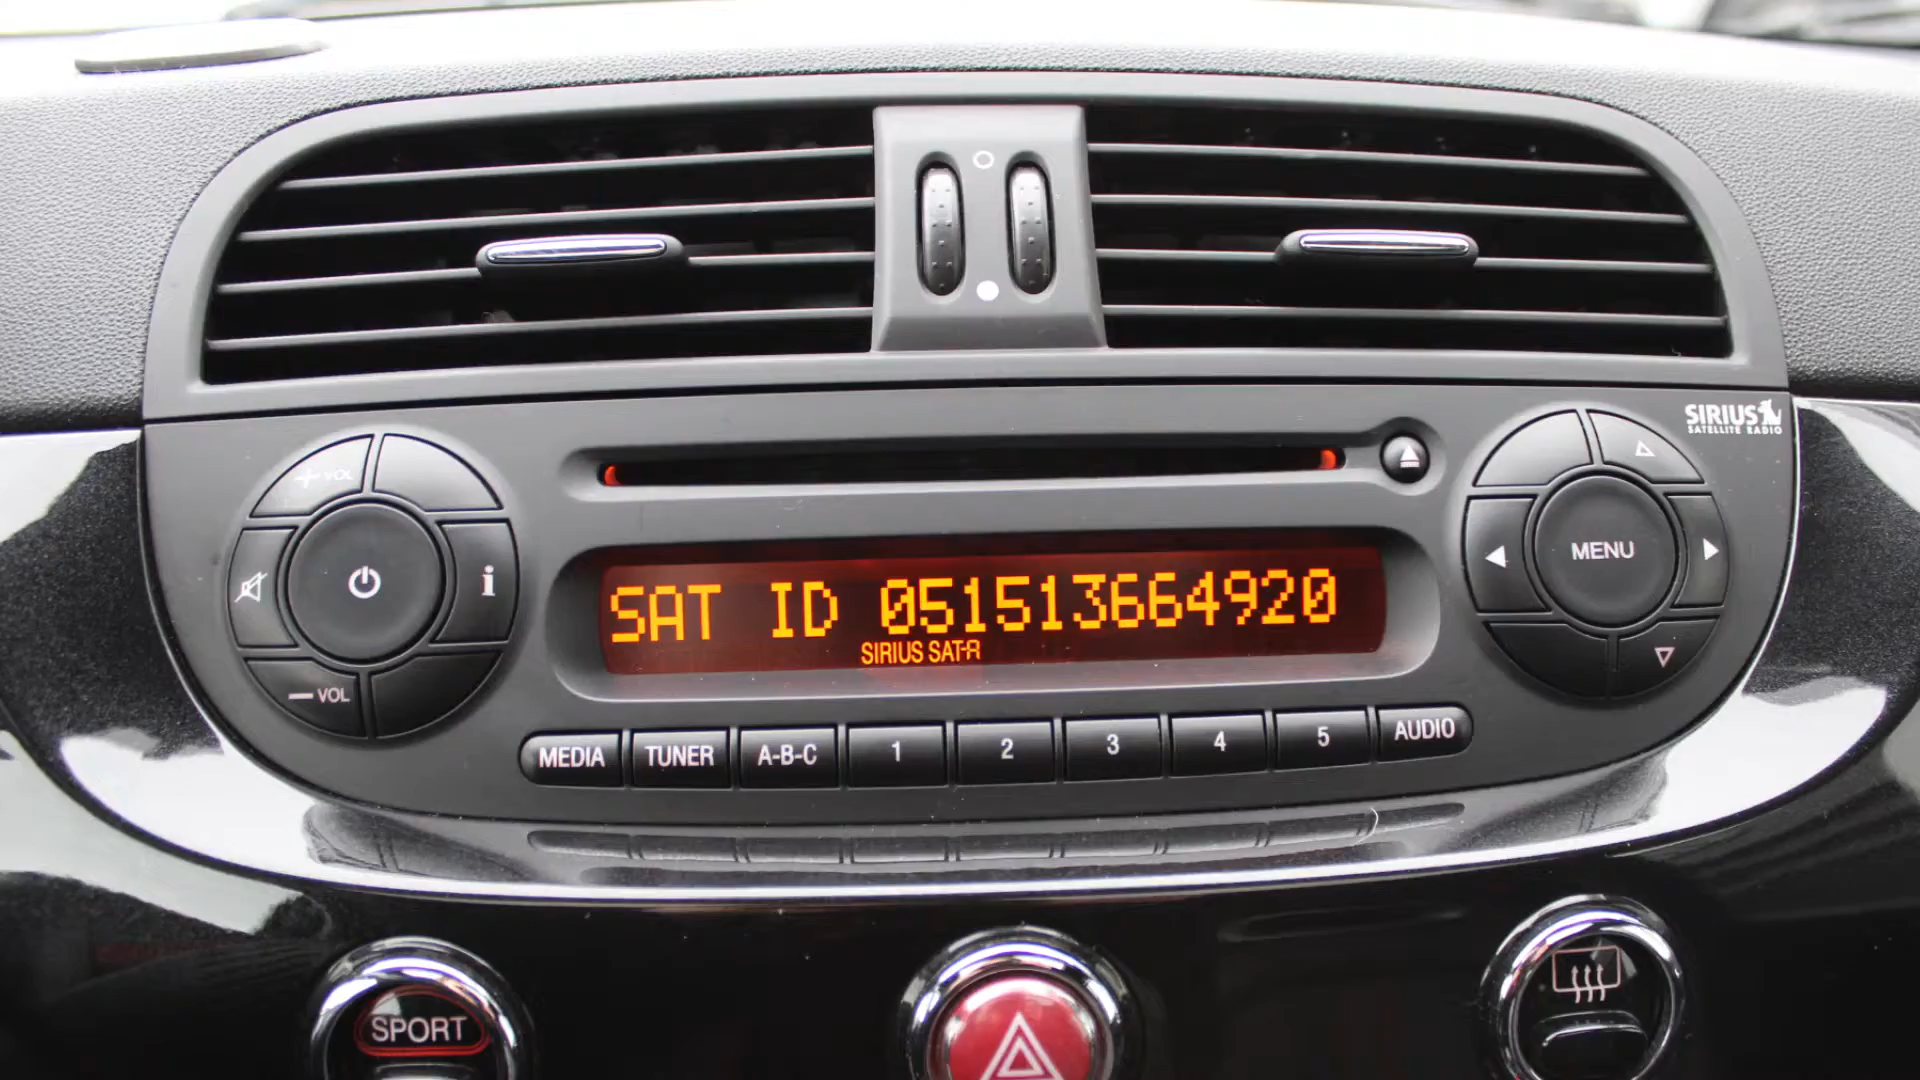 SIRIUS
SATELLITE RADIO
+ VOL
i
MENU
SAT ID 051513664920
SIRIUS SAT-R
— VOL
MEDIA TUNER A-B-C 1 2 3 4 5 AUDIO
SPORT